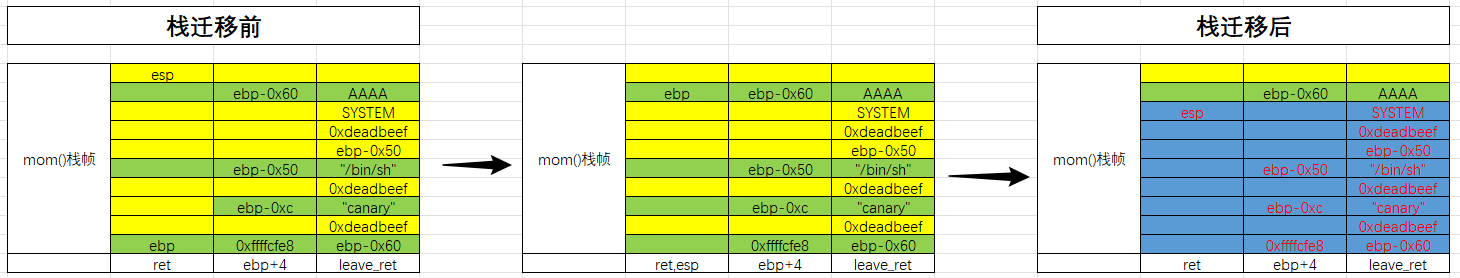 栈迁移前
栈迁移后
esp
ebp-0x60 AAAA
SYSTEM
0xdeadbeef
ebp-0x50
mom()栈帧
ebp-0x50 "/bin/sh"
0xdeadbeef
ebp-0xc "canary"
0xdeadbeef
ebp 0xffffcfe8 ebp-0x60
ret ebp+4 leave_ret
ebp ebp-0x60 AAAA
SYSTEM
0xdeadbeef
ebp-0x50
mom()栈帧
ebp-0x50 "/bin/sh"
0xdeadbeef
ebp-0xc "canary"
0xdeadbeef
0xffffcfe8 ebp-0x60
ret,esp ebp+4 leave_ret
ebp-0x60 AAAA
esp SYSTEM
0xdeadbeef
ebp-0x50
mom()栈帧
ebp-0x50 "/bin/sh"
0xdeadbeef
ebp-0xc "canary"
0xdeadbeef
0xffffcfe8 ebp-0x60
ret ebp+4 leave_ret